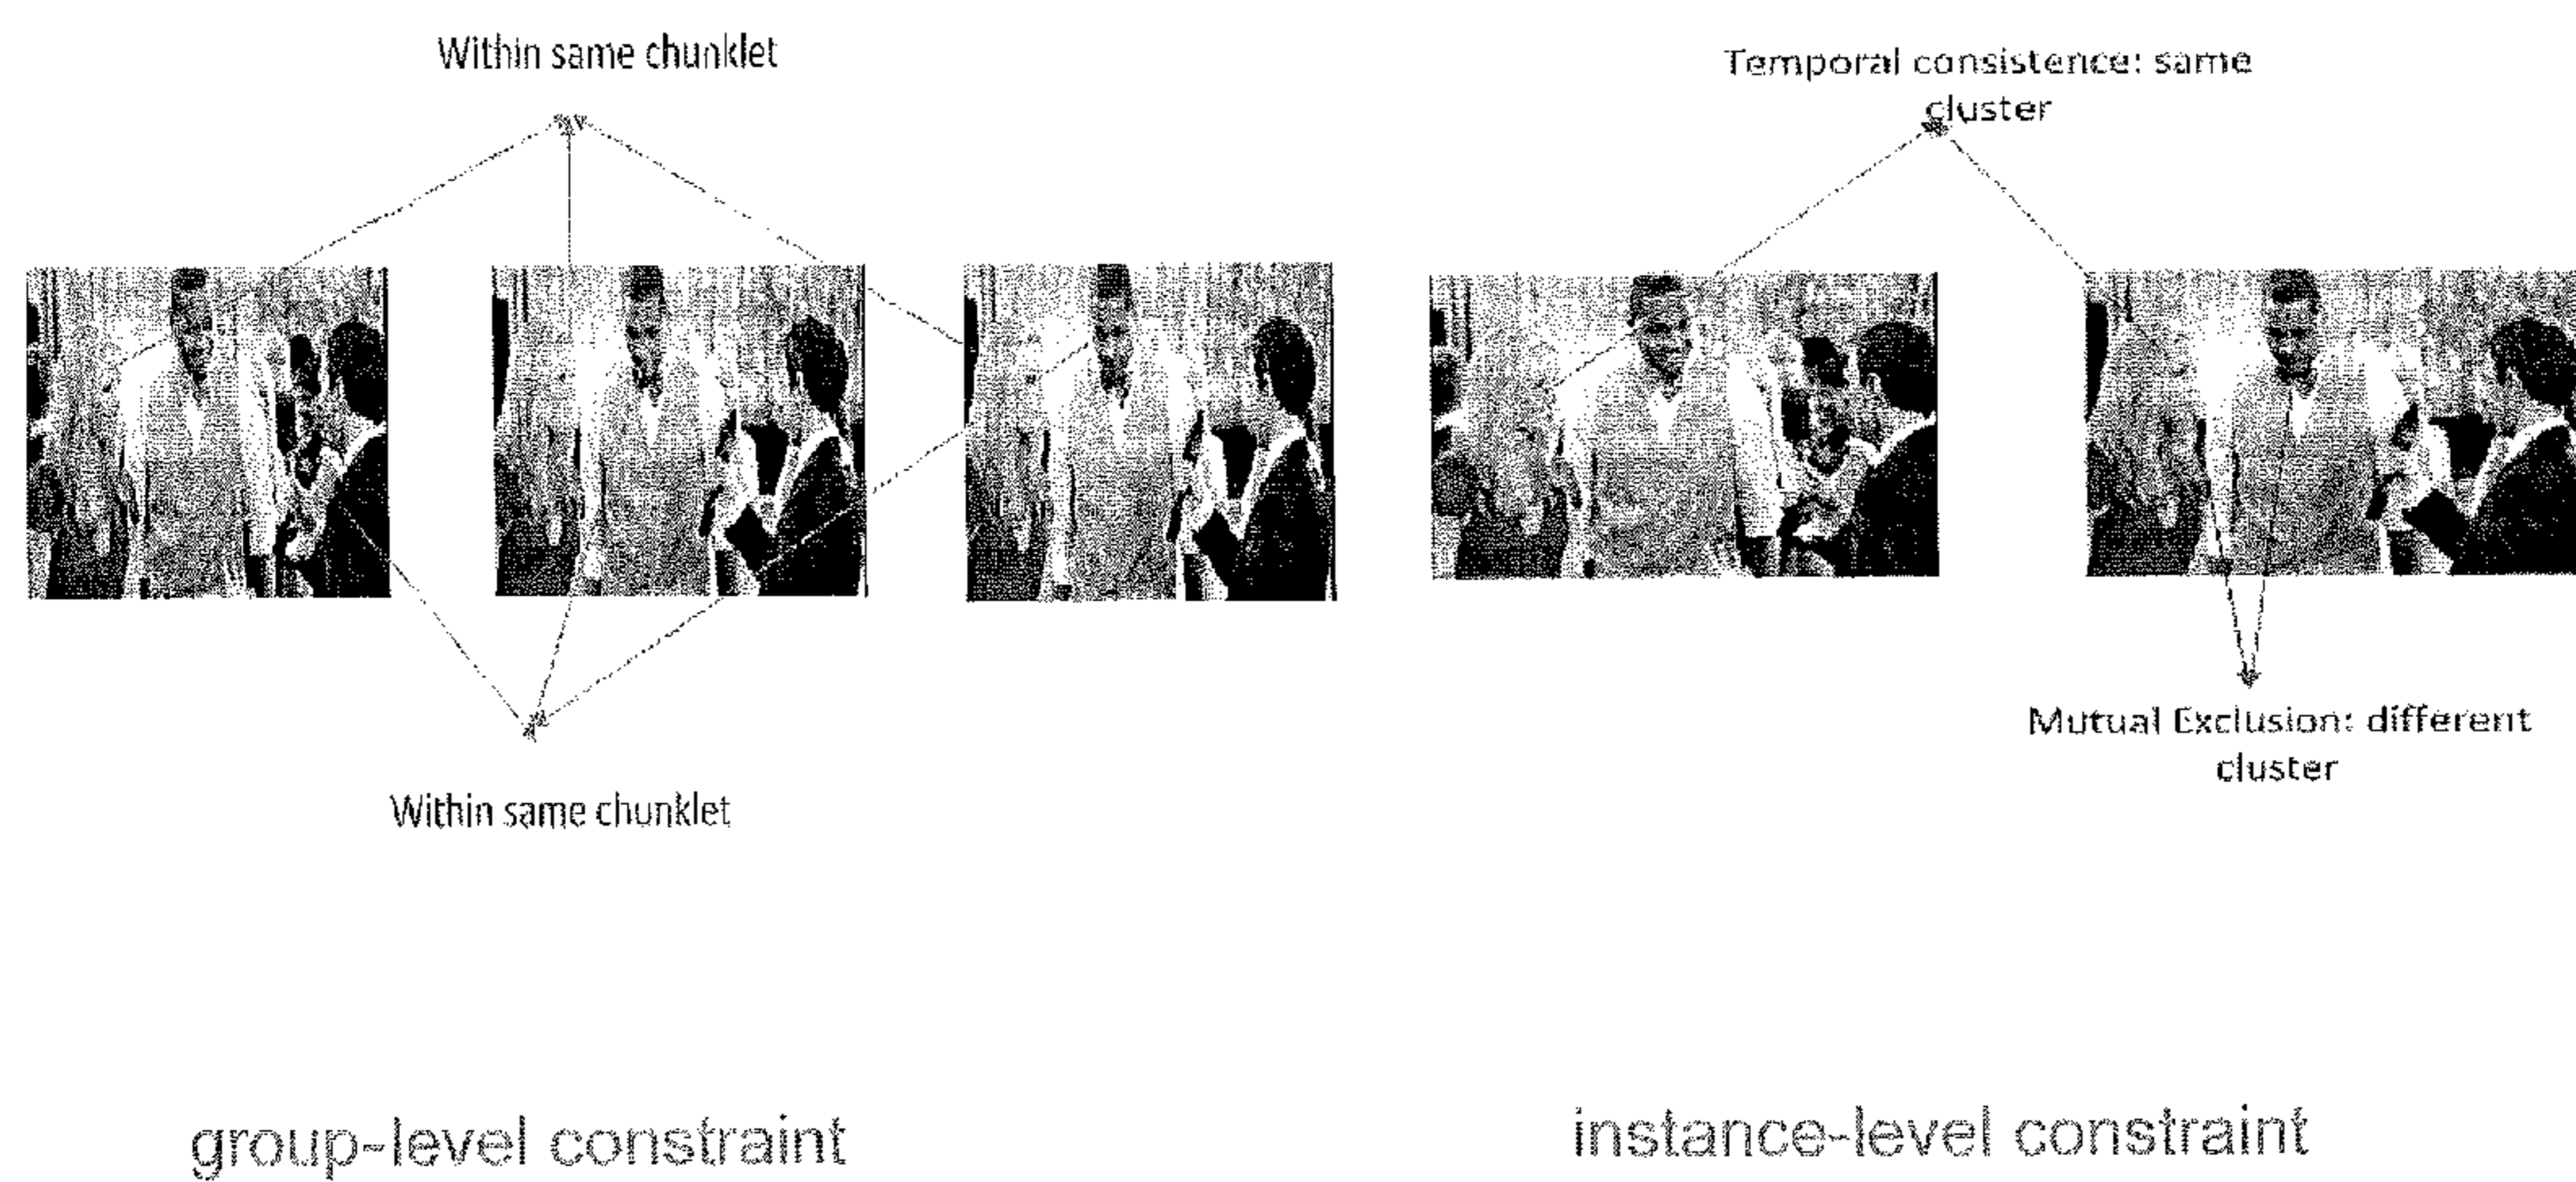 Within same chunklet
Within same chunklet
group-level constraint
Temporal consistence: same
cluster
Mutual Exclusion: different
cluster
instance-level constraint